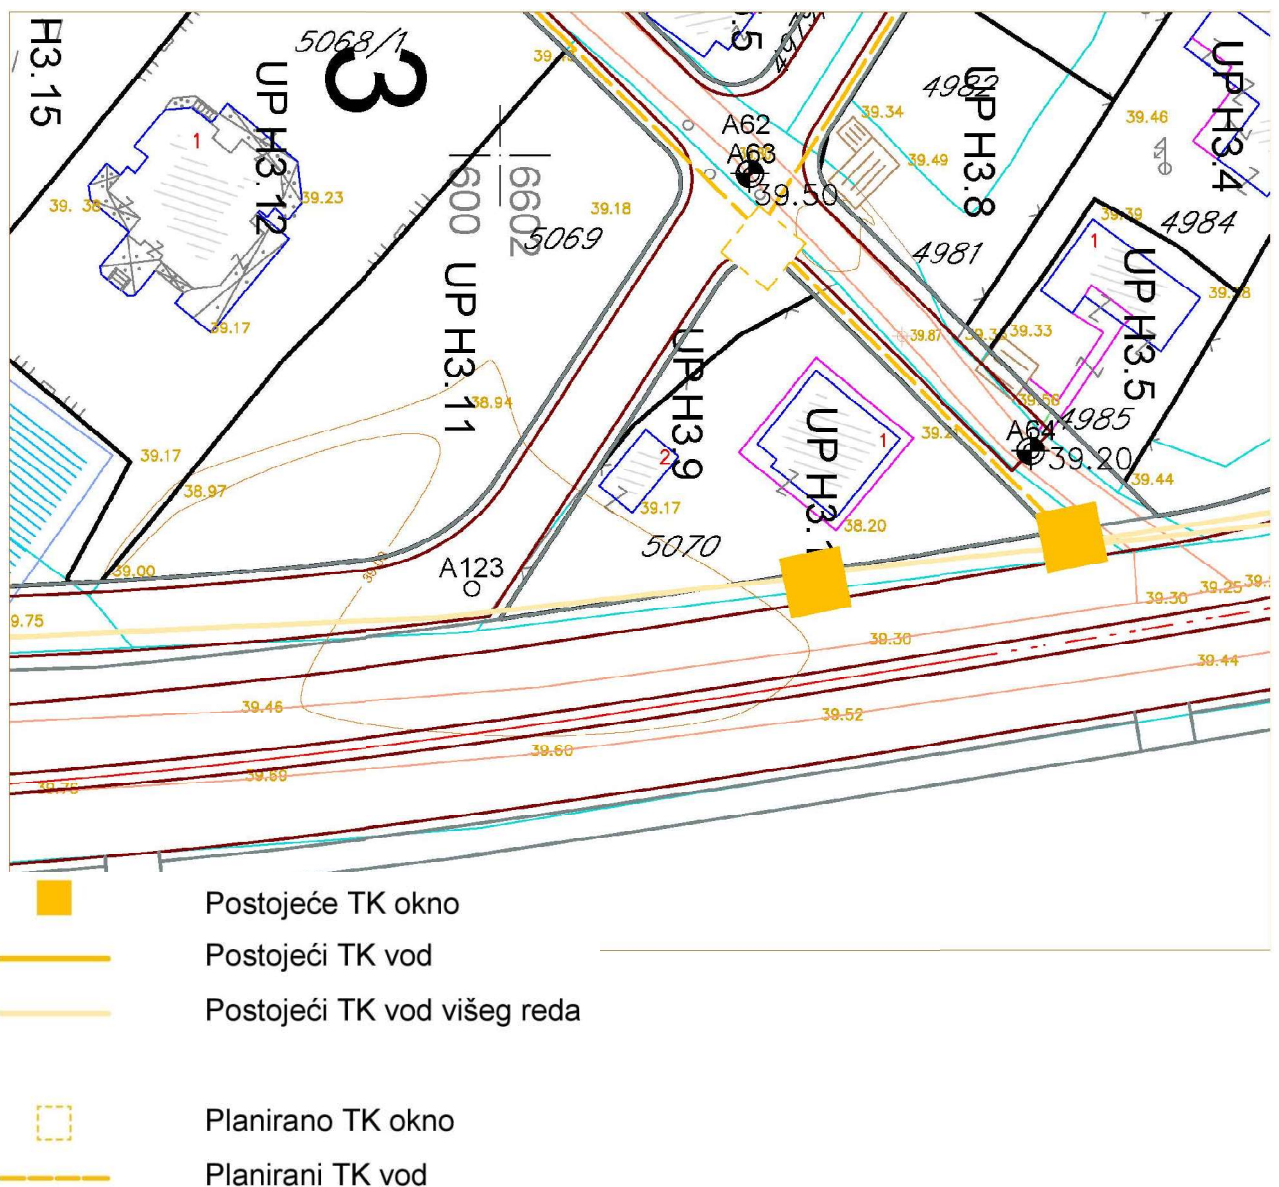 H3.15
5068/1
3
UP H3.12
1
39.23
39.17
39.18
6602
600
5069
UP H3.11
A62
A63
39.50
39.34
39.49
4982
UP H3.8
4981
39.46
UP H3.4
4984
39.39
1
UP H3.5
39.33
39.87
4985
A64
39.20
39.44
39.17
38.97
38.94
39.00
UP H3.9
2
39.17
1
38.20
5070
A123
9.75
39.30
39.30
39.25
39.44
39.46
39.52
39.60
39.69
39.76
Postojeće TK okno
Postojeći TK vod
Postojeći TK vod višeg reda
Planirano TK okno
Planirani TK vod